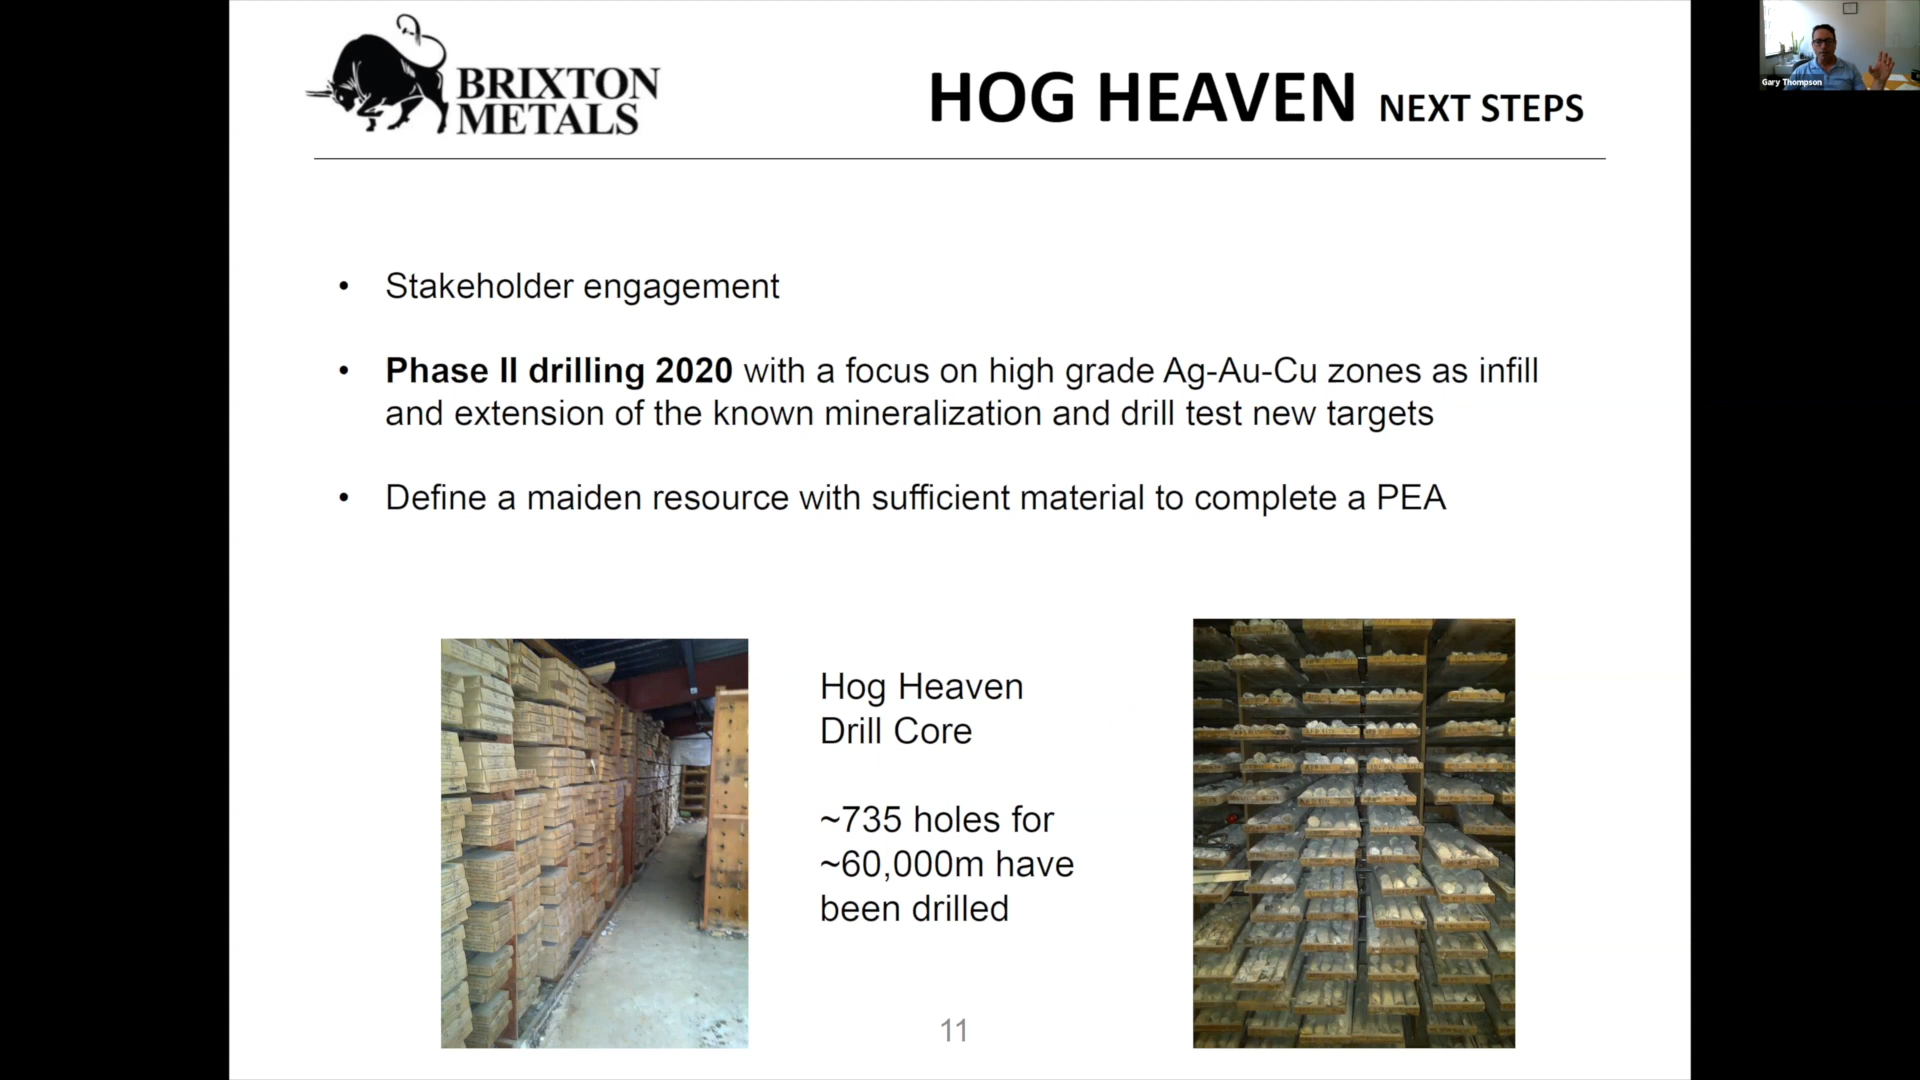 BRIXTON
METALS
HOG HEAVEN NEXT STEPS
Gary Thompson
• Stakeholder engagement
• Phase II drilling 2020 with a focus on high grade Ag-Au-Cu zones as infill
and extension of the known mineralization and drill test new targets
• Define a maiden resource with sufficient material to complete a PEA
Hog Heaven
Drill Core
~735 holes for
~60,000m have
been drilled
11